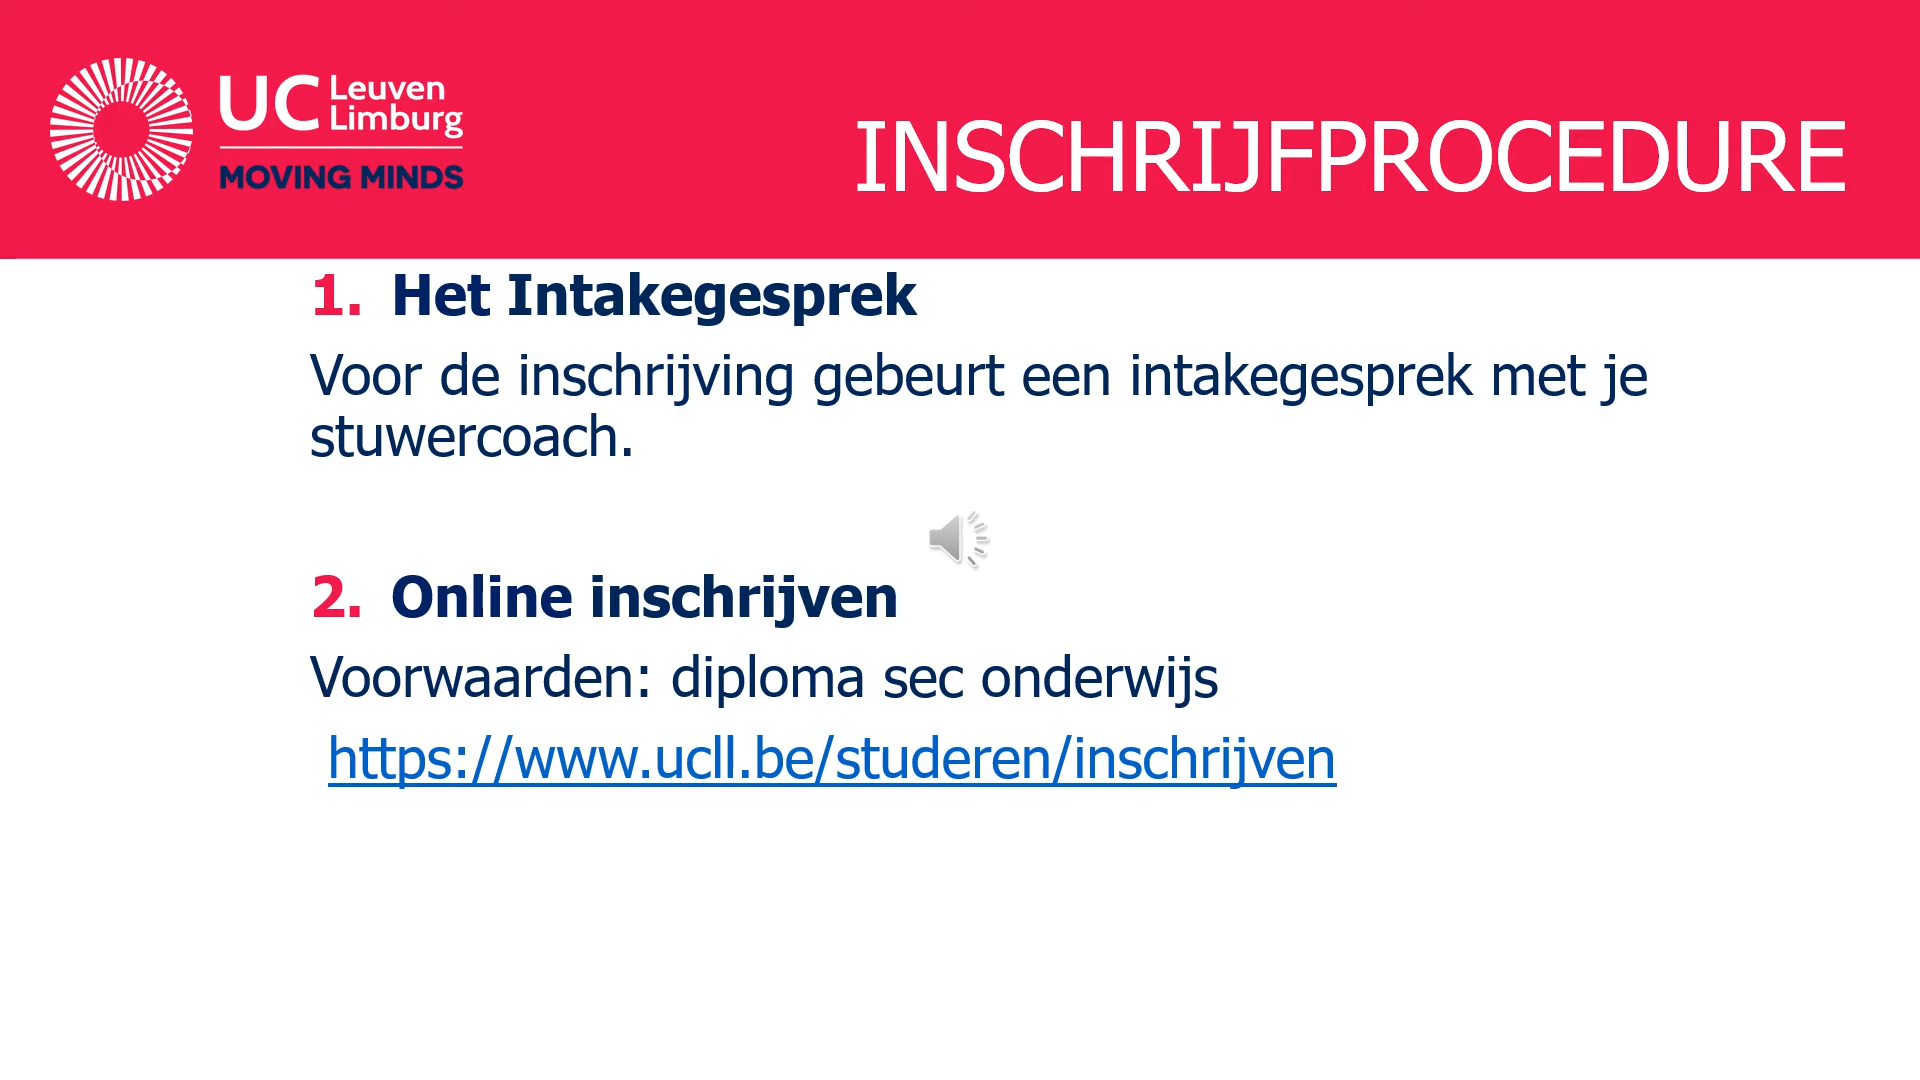 UC Leuven
Limburg
MOVING MINDS
INSCHRIJFPROCEDURE
1. Het Intakegesprek
Voor de inschrijving gebeurt een intakegesprek met je
stuwercoach.
2. Online inschrijven
Voorwaarden: diploma sec onderwijs
https://www.ucll.be/studeren/inschrijven